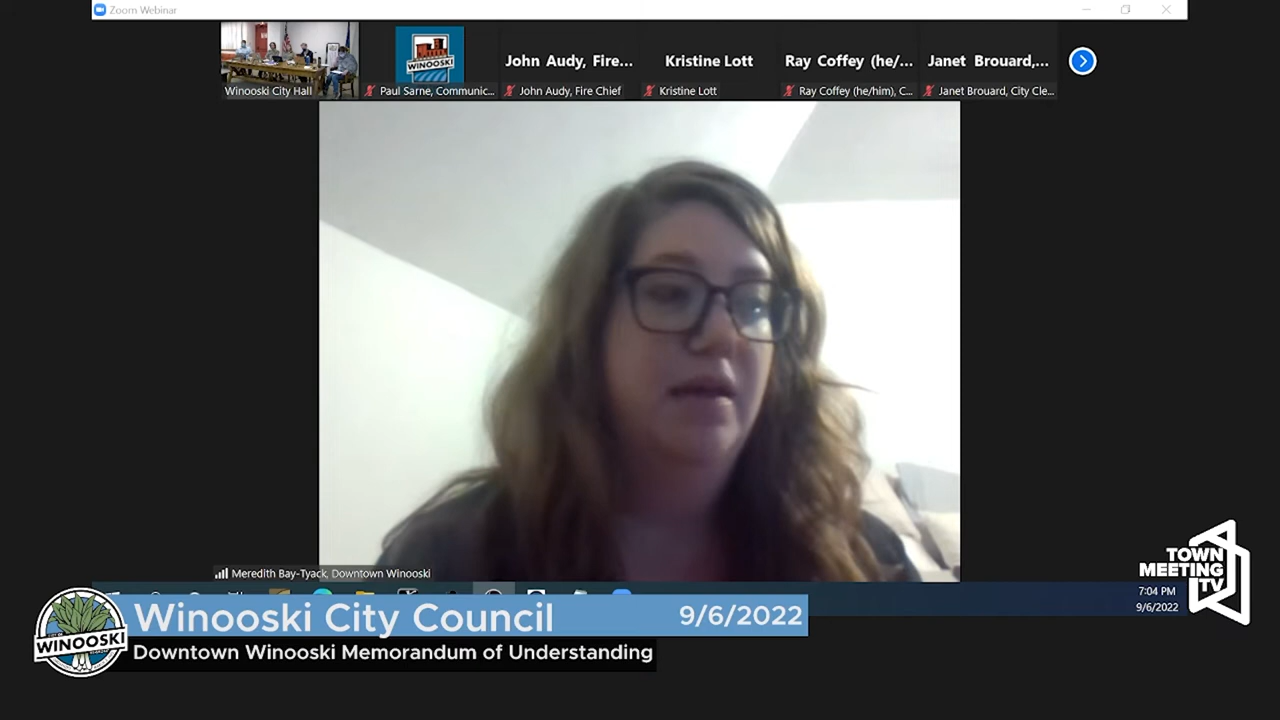 Zoom Webinar
WINOOSKI
John Audy, Fire...
Kristine Lott
Ray Coffey (he/...
Janet Brouard,...
Winooski City Hall
Paul Sarne, Communic...
John Audy, Fire Chief
Kristine Lott
Ray Coffey (he/him), C...
Janet Brouard, City Cle...
Meredith Bay-Tyack, Downtown Winooski
TOWN
MEETING
TV
7:04 PM
9/6/2022
WINOOSKI
Winooski City Council
9/6/2022
Downtown Winooski Memorandum of Understanding